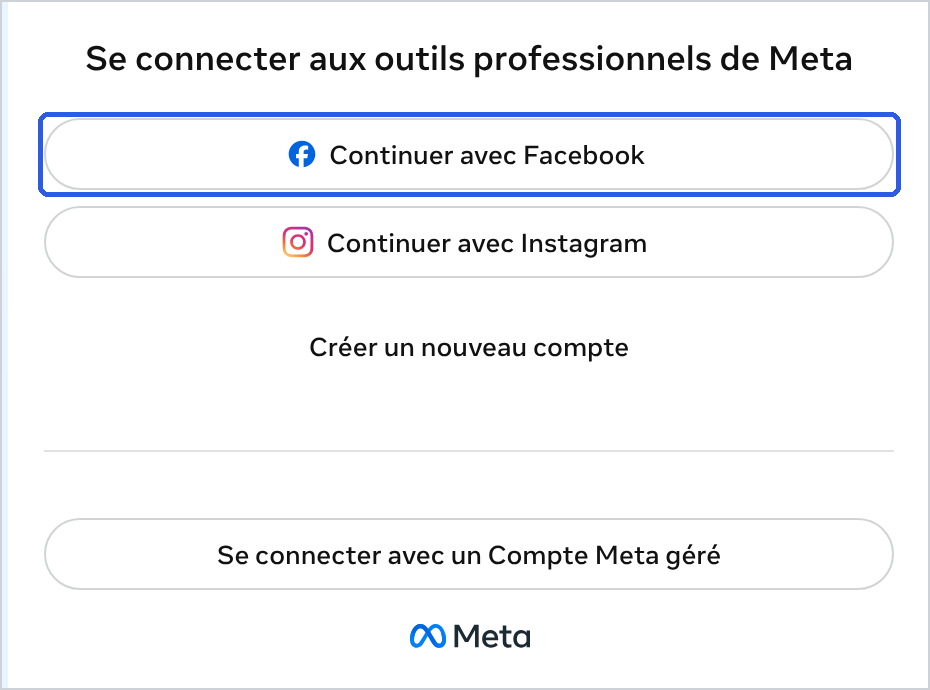 Se connecter aux outils professionnels de Meta
Continuer avec Facebook
Continuer avec Instagram
Créer un nouveau compte
Se connecter avec un Compte Meta géré
Meta